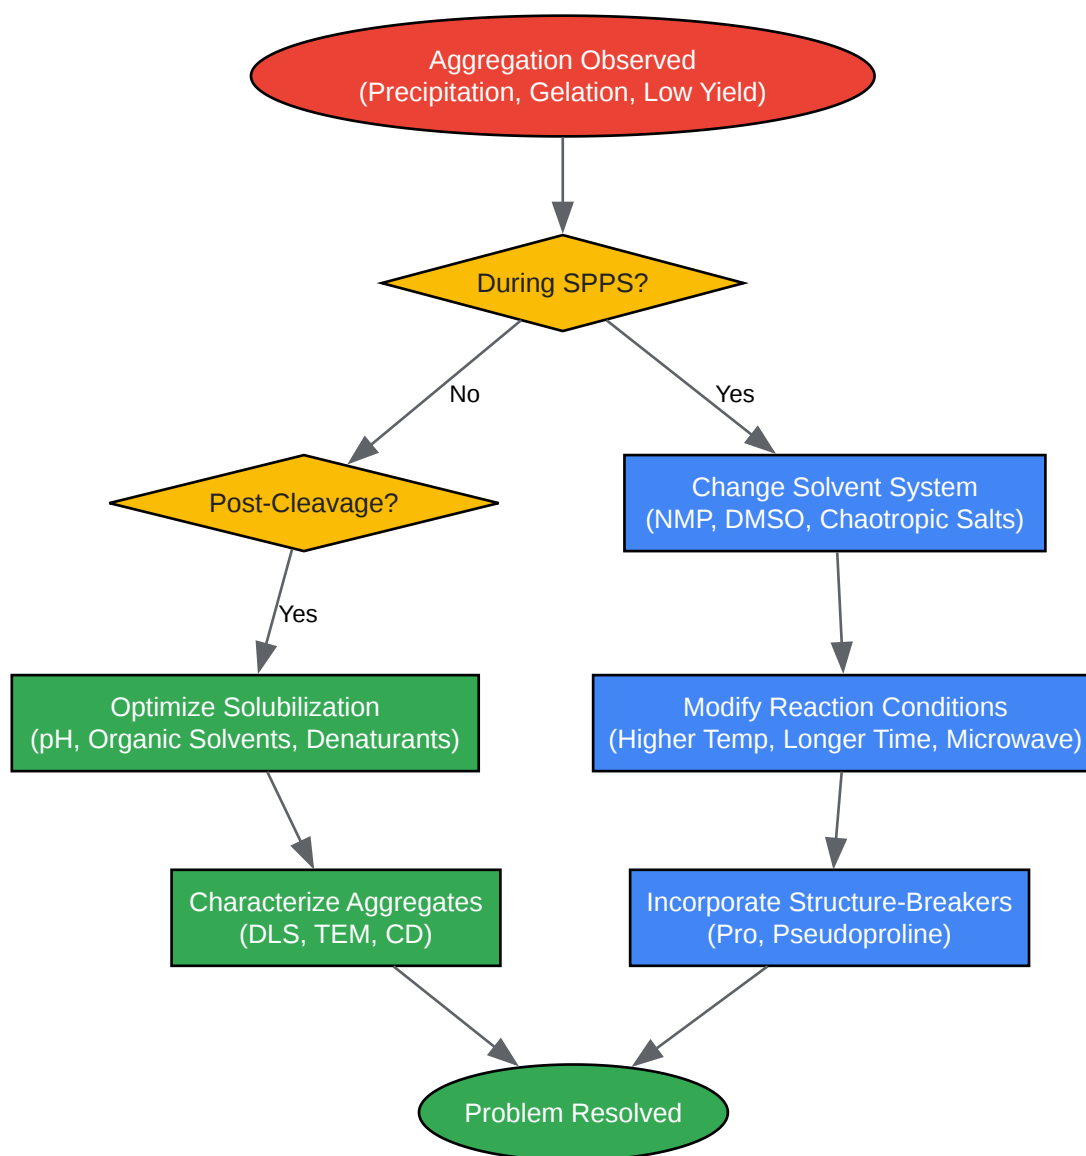 Aggregation Observed
(Precipitation, Gelation, Low Yield)
During SPPS?
No
Yes
Post-Cleavage?
Change Solvent System
(NMP, DMSO, Chaotropic Salts)
Yes
Optimize Solubilization
(pH, Organic Solvents, Denaturants)
Modify Reaction Conditions
(Higher Temp, Longer Time, Microwave)
Characterize Aggregates
(DLS, TEM, CD)
Incorporate Structure-Breakers
(Pro, Pseudoproline)
Problem Resolved